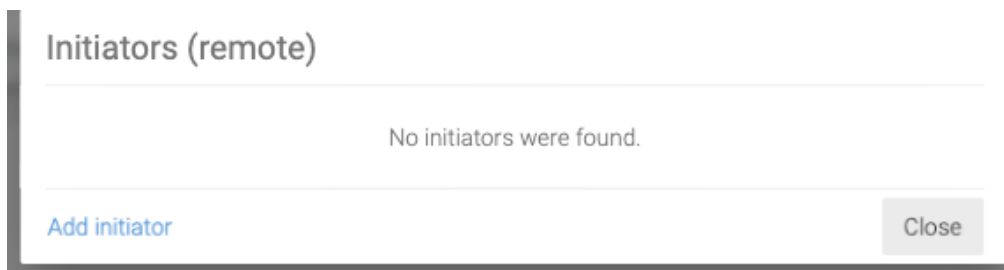 Initiators (remote)
No initiators were found.
Add initiator
Close